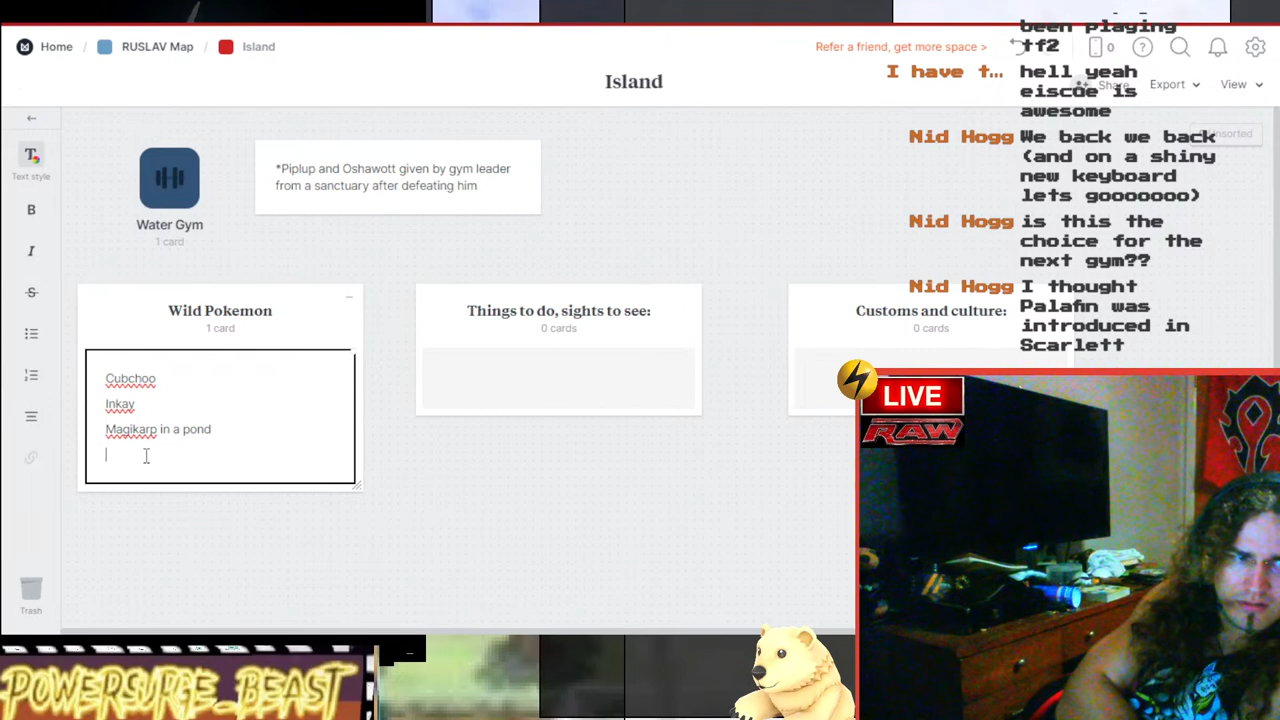 Home / RUSLAV Map / Island
Refer a friend, get more space >
0
Island
Share
Export
View
Text style
B
I
S
Trash
Water Gym
1 card
*Piplup and Oshawott given by gym leader
from a sanctuary after defeating him
Unsorted
Wild Pokemon
1 card
Cubchoo
Inkay
Magikarp in a pond
Things to do, sights to see:
0 cards
Customs and culture:
0 cards
been playing
tf2
I have t... hell yeah
eiscue is
awesome
Nid Hogg We back we back
(and on a shiny
new keyboard
lets gooooooo)
Nid Hogg is this the
choice for the
next gym??
Nid Hogg I thought
Palafin was
introduced in
Scarlett
LIVE
RAW
POWERSURGE_BEAST